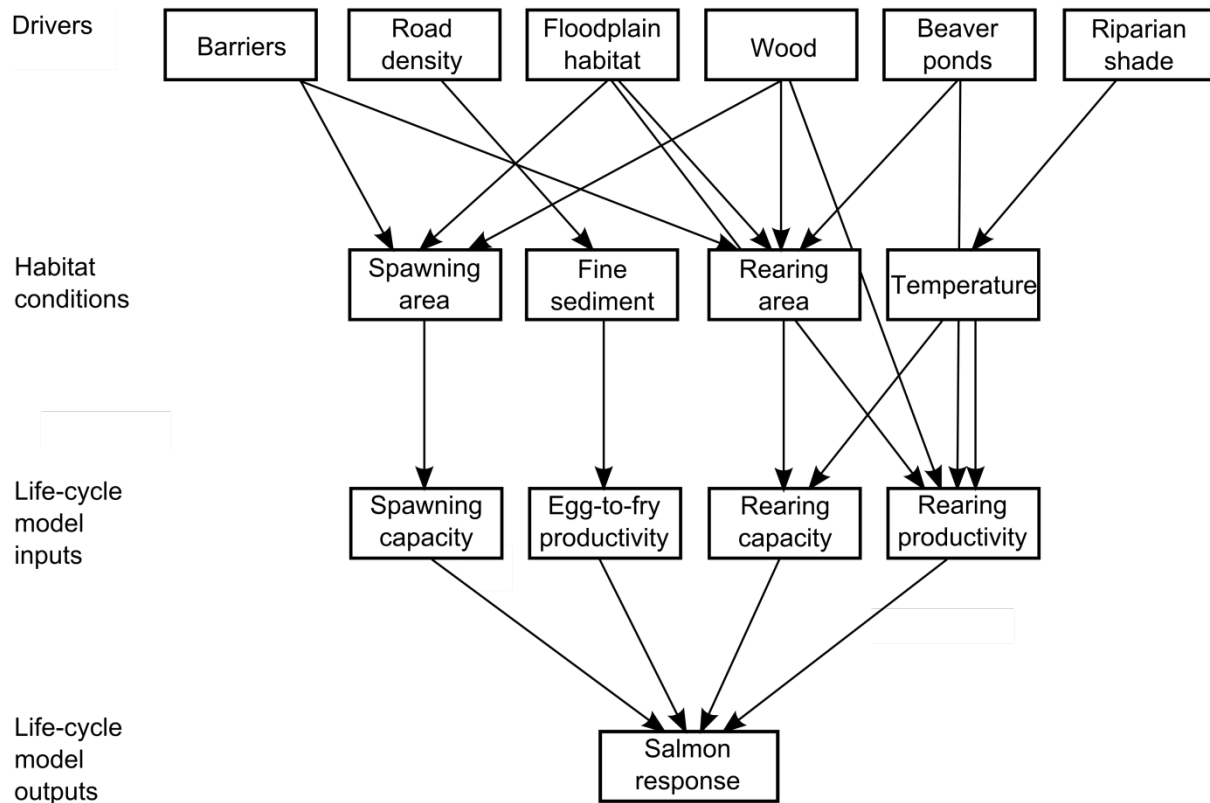 Drivers
Barriers
Road
density
Floodplain
habitat
Wood
Beaver
ponds
Riparian
shade
Habitat
conditions
Spawning
area
Fine
sediment
Rearing
area
Temperature
Life-cycle
model
inputs
Spawning
capacity
Egg-to-fry
productivity
Rearing
capacity
Rearing
productivity
Life-cycle
model
outputs
Salmon
response